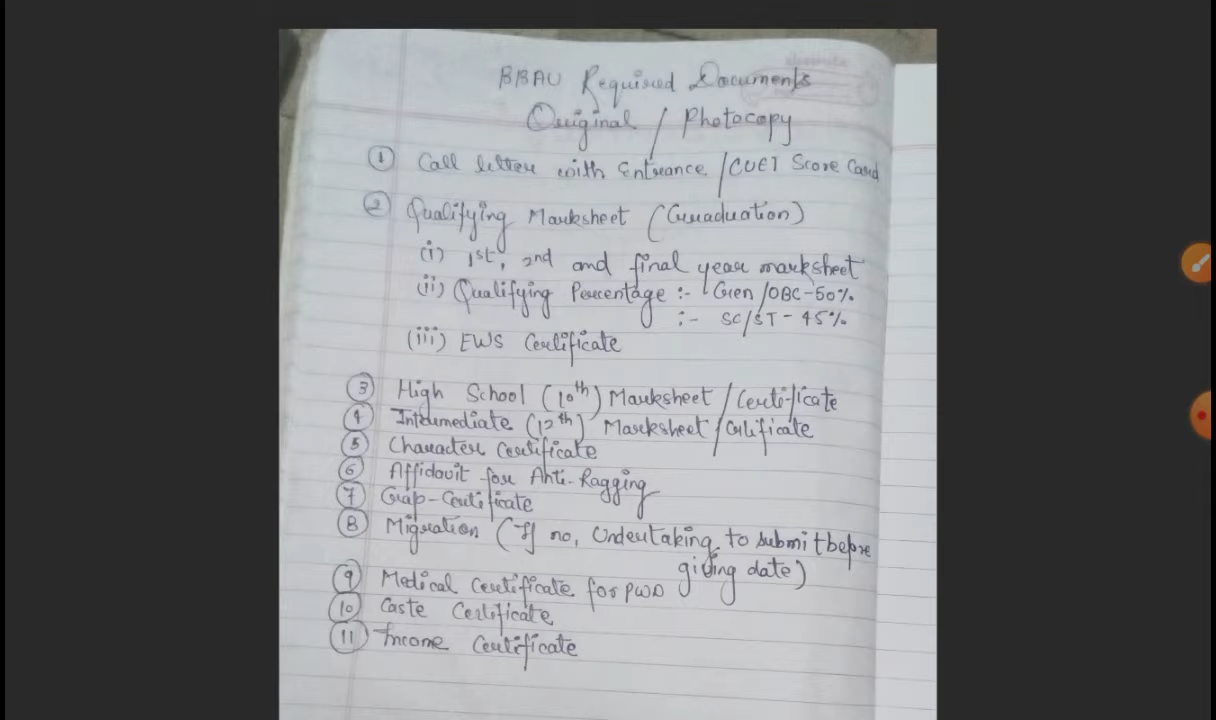 BBAU Required Documents
Original / Photocopy
① Call letter with Entrance / CUET Score Card
② Qualifying Marksheet (Graduation)
(i) 1st, 2nd and final year marksheet
(ii) Qualifying Percentage :- Gen/OBC-50%
:- SC/ST-45%
(iii) EWS Certificate
③ High School (10th) Marksheet / Certificate
④ Intermediate (12th) Marksheet / Certificate
⑤ Character Certificate
⑥ Affidavit for Anti-Ragging
⑦ Gap-Certificate
⑧ Migration (If no, Undertaking to submit before
giving date)
⑨ Medical Certificate for PWD
⑩ Caste Certificate
⑪ Income Certificate